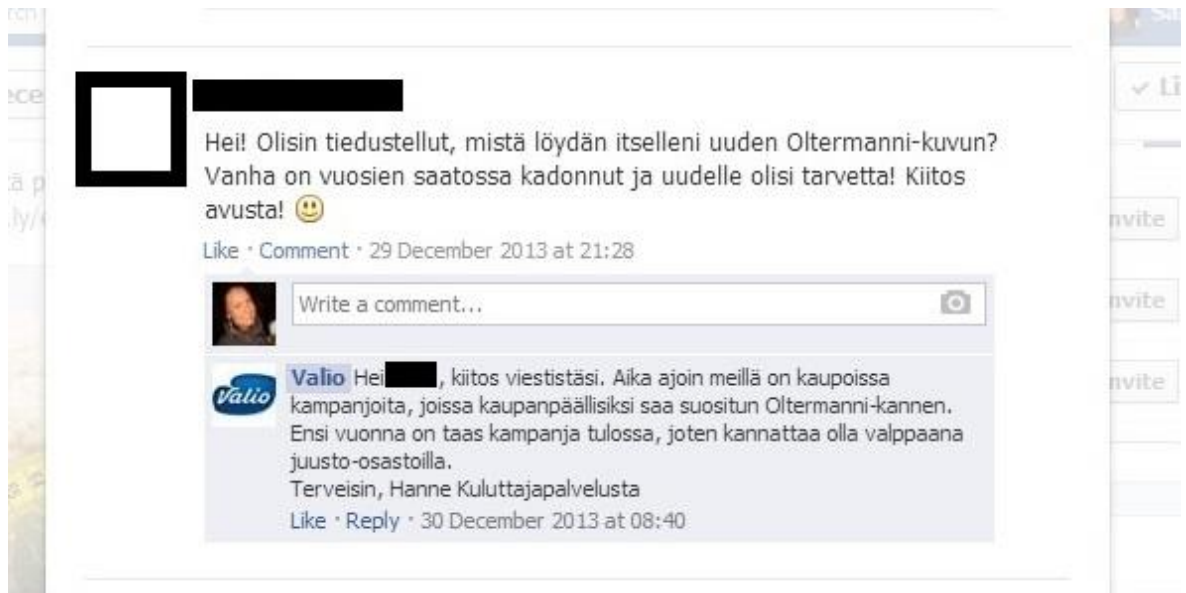 Hei! Olisin tiedustellut, mistä löydän itselleni uuden Oltermanni-kuvun?
Vanha on vuosien saatossa kadonnut ja uudelle olisi tarvetta! Kiitos
avusta!
Like · Comment · 29 December 2013 at 21:28
Write a comment...
Valio
Valio Hei , kiitos viestistäsi. Aika ajoin meillä on kaupoissa
kampanjoita, joissa kaupanpäällisiksi saa suositun Oltermanni-kannen.
Ensi vuonna on taas kampanja tulossa, joten kannattaa olla valppaana
juusto-osastoilla.
Terveisin, Hanne Kuluttajapalvelusta
Like · Reply · 30 December 2013 at 08:40